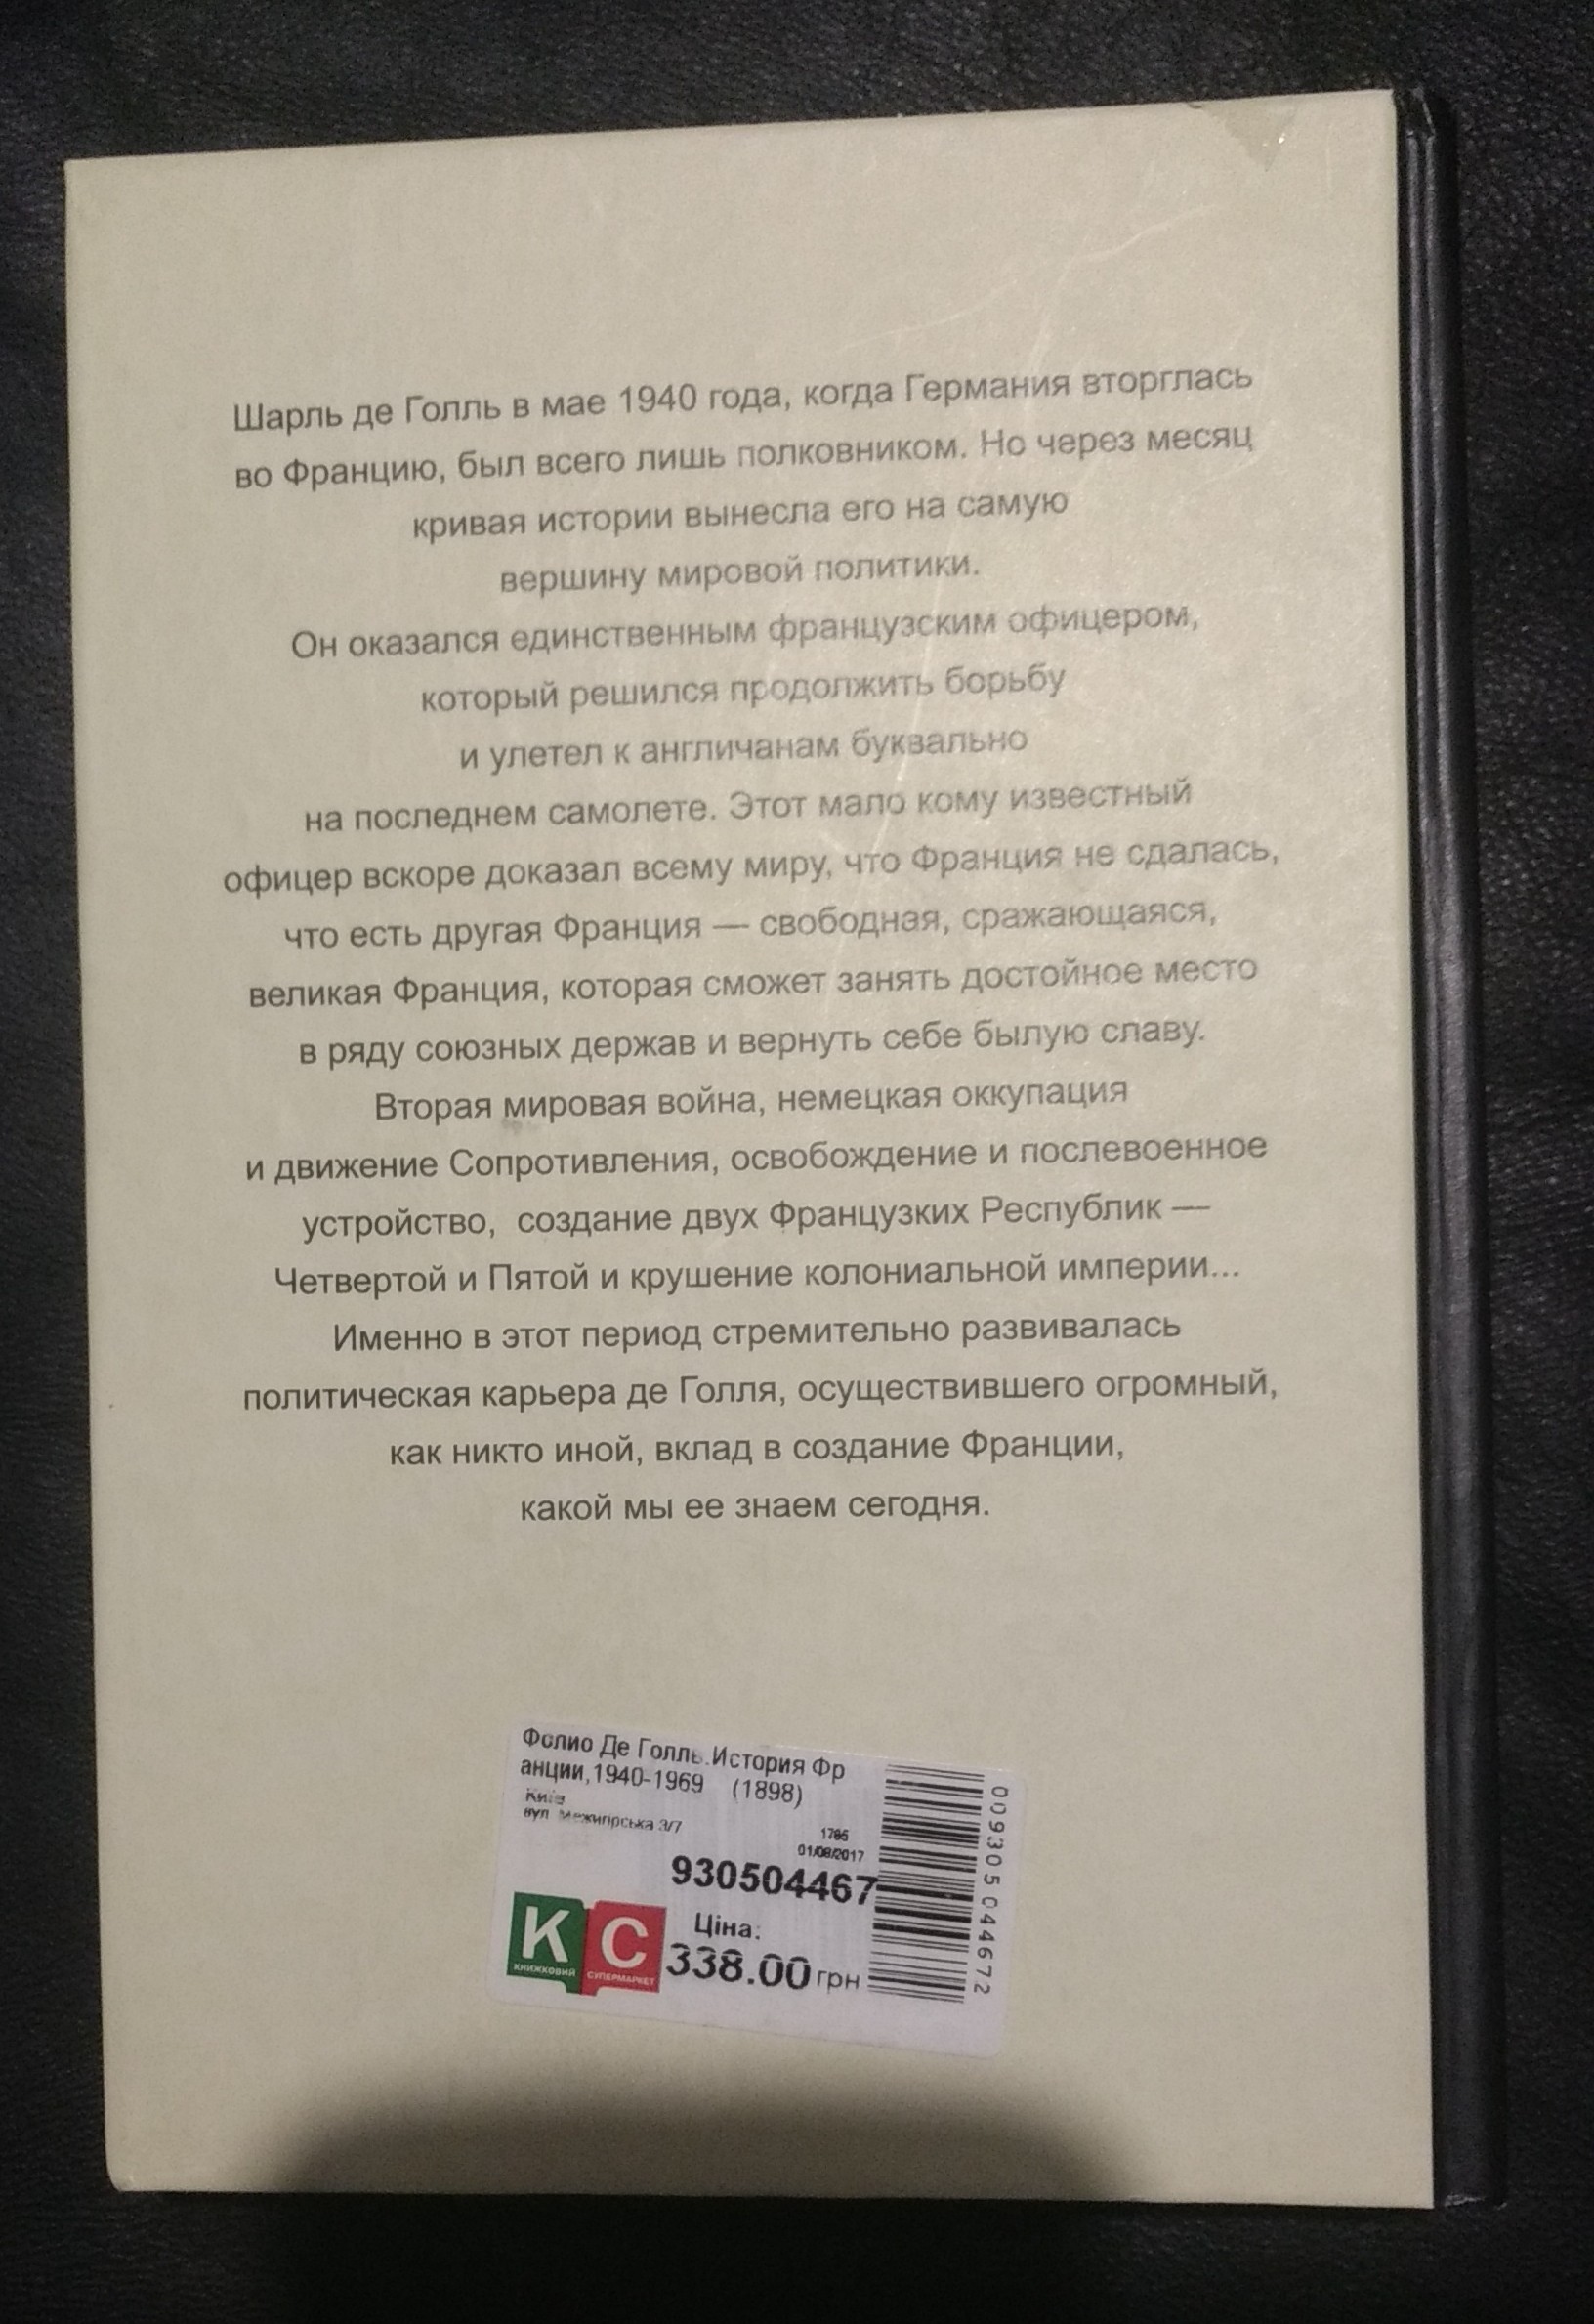 Шарль де Голль в мае 1940 года, когда Германия вторглась
во Францию, был всего лишь полковником. Но через месяц
кривая истории вынесла его на самую
вершину мировой политики.
Он оказался единственным французским офицером,
который решился продолжить борьбу
и улетел к англичанам буквально
на последнем самолете. Этот мало кому известный
офицер вскоре доказал всему миру, что Франция не сдалась,
что есть другая Франция — свободная, сражающаяся,
великая Франция, которая сможет занять достойное место
в ряду союзных держав и вернуть себе былую славу.
Вторая мировая война, немецкая оккупация
и движение Сопротивления, освобождение и послевоенное
устройство, создание двух Французких Республик —
Четвертой и Пятой и крушение колониальной империи...
Именно в этот период стремительно развивалась
политическая карьера де Голля, осуществившего огромный,
как никто иной, вклад в создание Франции,
какой мы ее знаем сегодня.
Фолио Де Голль.История Фр
анции,1940-1969 (1898)
Київ
вул. Межигірська 3/7
1785
01/08/2017
930504467
Ціна:
338.00 грн
К С
КНИЖКОВИЙ СУПЕРМАРКЕТ
009305044672